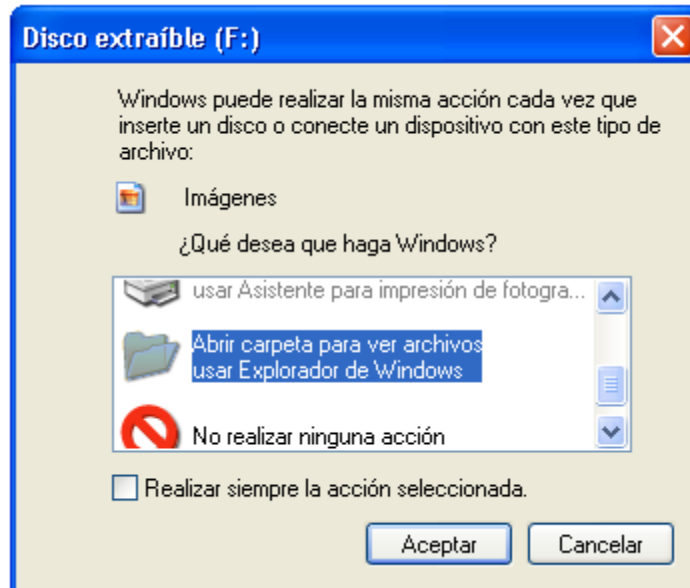 Disco extraíble (F:)
Windows puede realizar la misma acción cada vez que
inserte un disco o conecte un dispositivo con este tipo de
archivo:
Imágenes
¿Qué desea que haga Windows?
usar Asistente para impresión de fotogra...
Abrir carpeta para ver archivos
usar Explorador de Windows
No realizar ninguna acción
Realizar siempre la acción seleccionada.
Aceptar
Cancelar